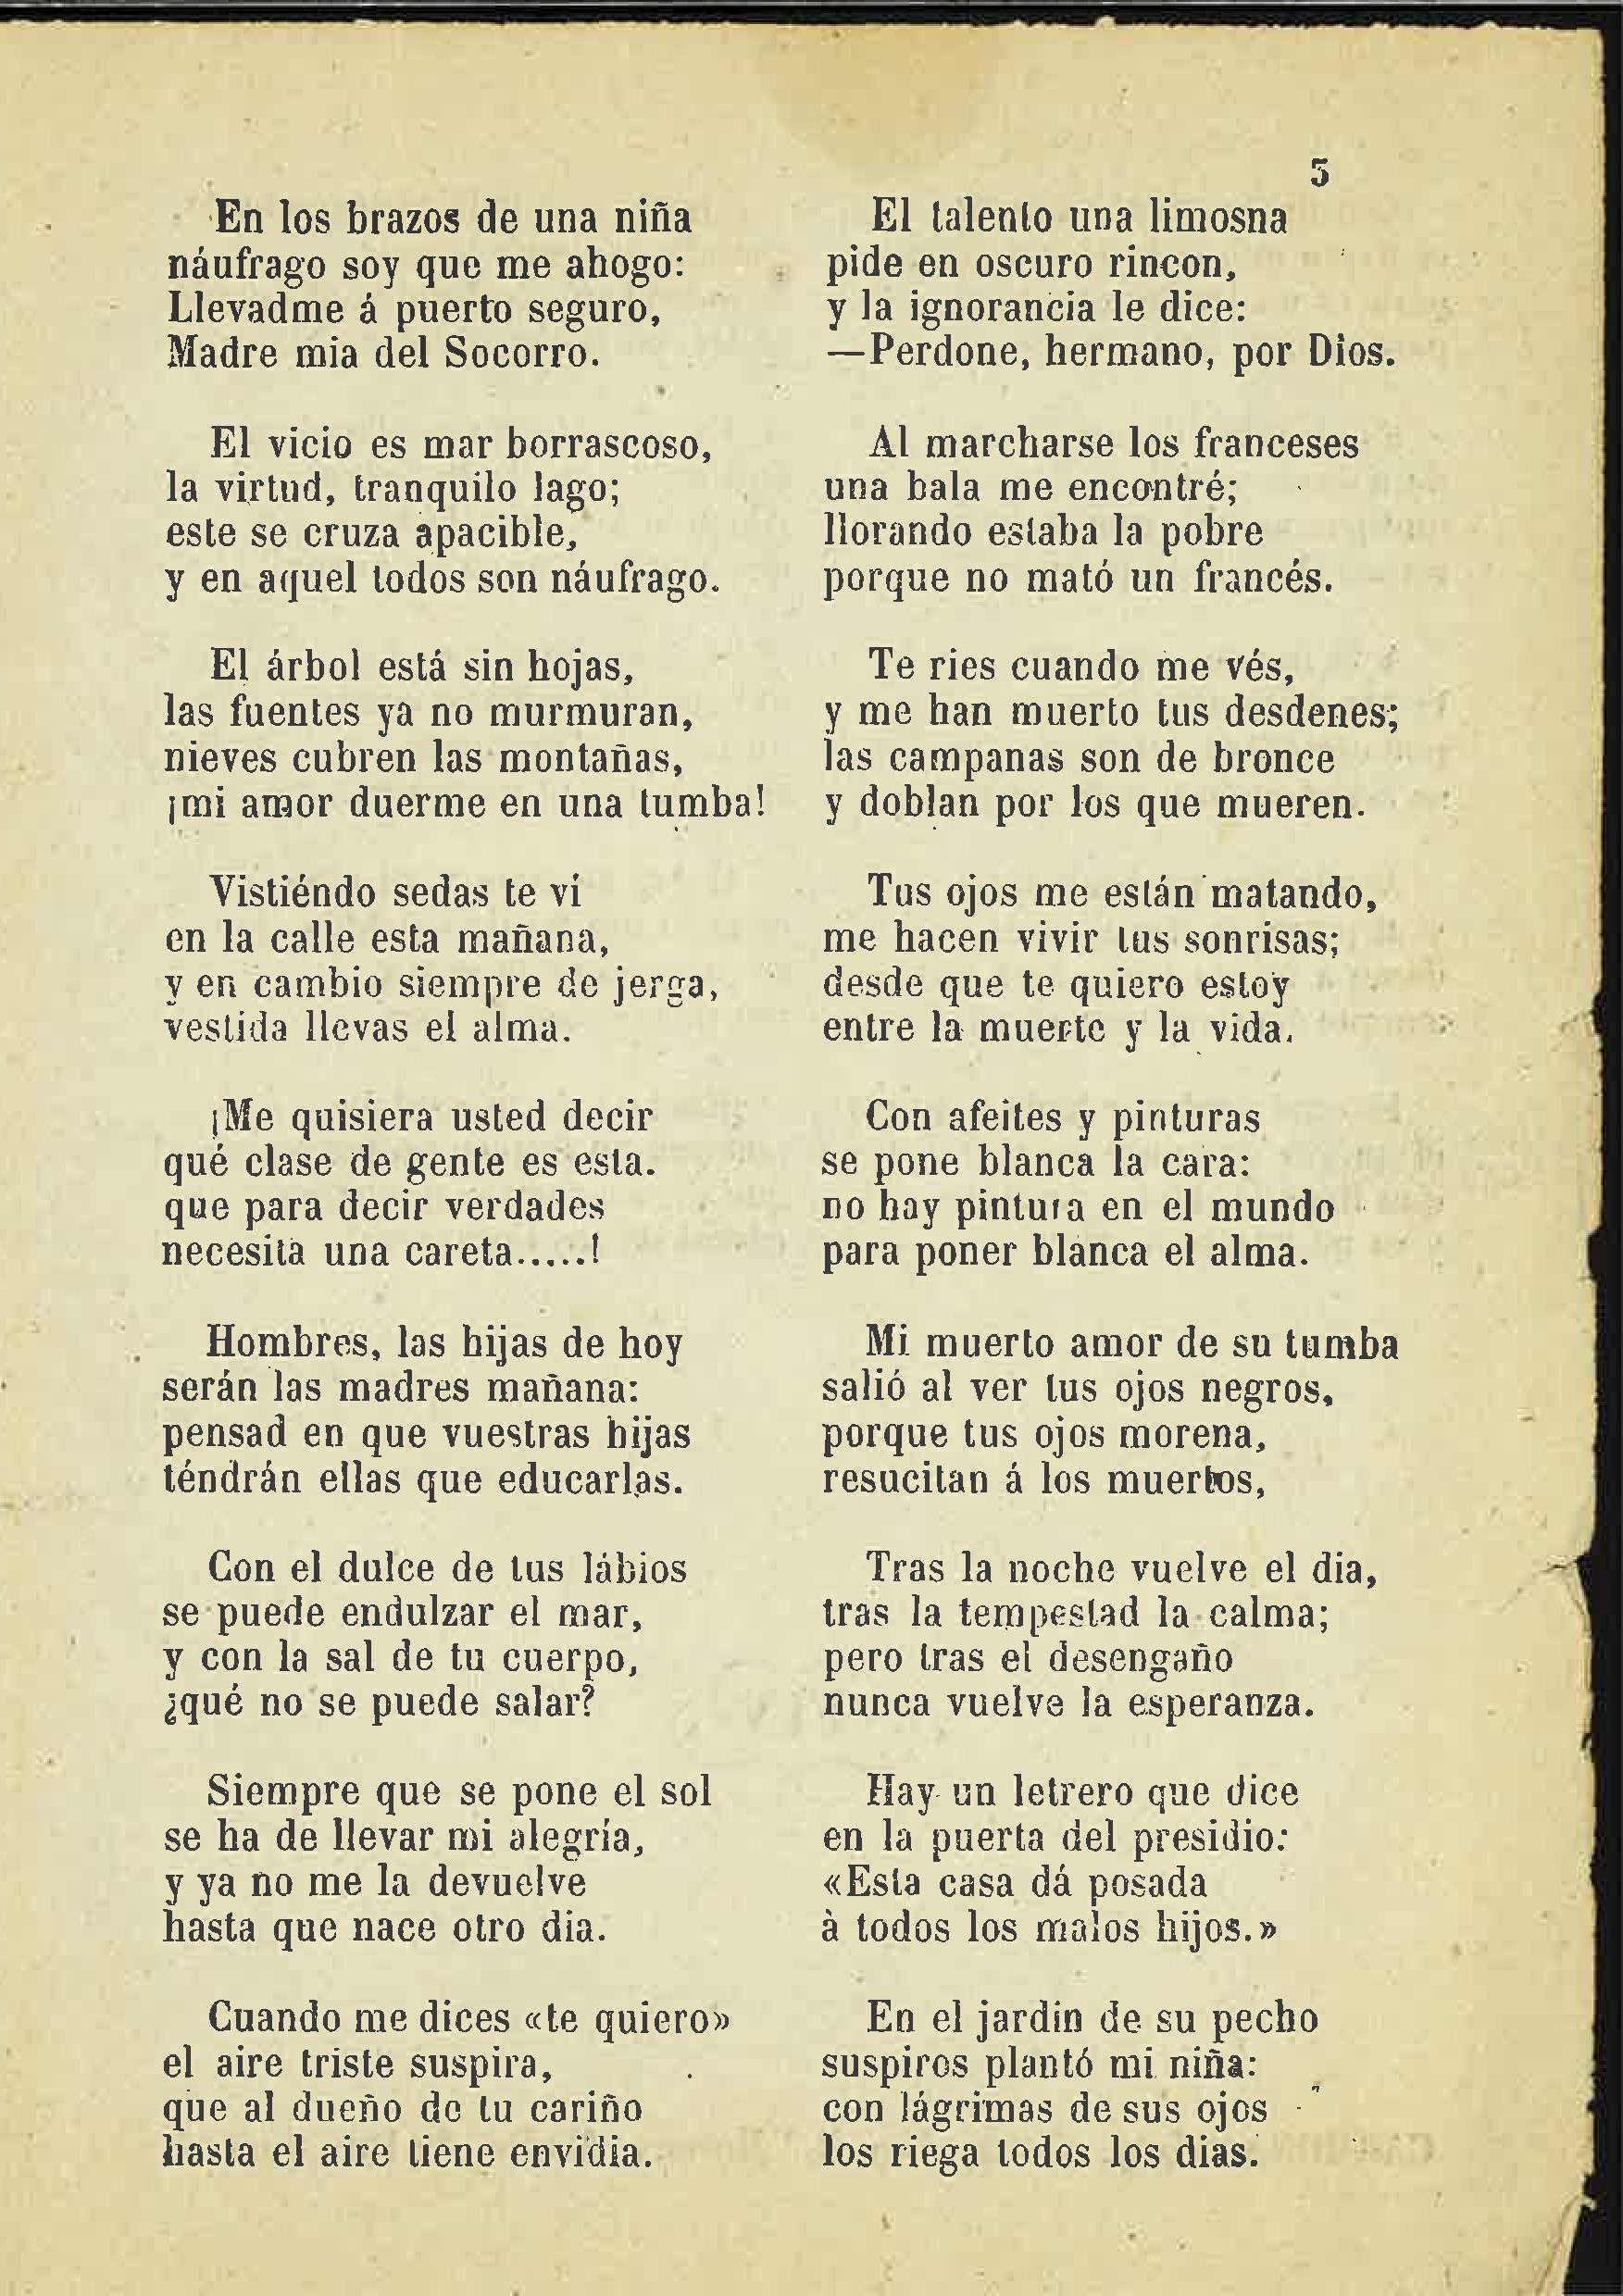 5
En los brazos de una niña
náufrago soy que me ahogo:
Llevadme á puerto seguro,
Madre mia del Socorro.

El vicio es mar borrascoso,
la virtud, tranquilo lago;
este se cruza apacible,
y en aquel todos son náufrago.

El árbol está sin hojas,
las fuentes ya no murmuran,
nieves cubren las montañas,
¡mi amor duerme en una tumba!

Vistiéndo sedas te ví
en la calle esta mañana,
y en cambio siempre de jerga,
vestida llevas el alma.

¡Me quisiera usted decir
qué clase de gente es esta.
que para decir verdades
necesita una careta.....!

Hombres, las hijas de hoy
serán las madres mañana:
pensad en que vuestras hijas
téndrán ellas que educarlas.

Con el dulce de tus lábios
se puede endulzar el mar,
y con la sal de tu cuerpo,
¿qué no se puede salar?

Siempre que se pone el sol
se ha de llevar mi alegría,
y ya no me la devuelve
hasta que nace otro dia.

Cuando me dices «te quiero»
el aire triste suspira,
que al dueño de tu cariño
hasta el aire tiene envidia.

El talento una limosna
pide en oscuro rincon,
y la ignorancia le dice:
—Perdone, hermano, por Dios.

Al marcharse los franceses
una bala me encontré;
llorando estaba la pobre
porque no mató un francés.

Te ries cuando me vés,
y me han muerto tus desdenes;
las campanas son de bronce
y doblan por los que mueren.

Tus ojos me están matando,
me hacen vivir tus sonrisas;
desde que te quiero estoy
entre la muerte y la vida.

Con afeites y pinturas
se pone blanca la cara:
no hay pintura en el mundo
para poner blanca el alma.

Mi muerto amor de su tumba
salió al ver tus ojos negros,
porque tus ojos morena,
resucitan á los muertos,

Tras la noche vuelve el dia,
tras la tempestad la calma;
pero tras el desengaño
nunca vuelve la esperanza.

Hay un letrero que dice
en la puerta del presidio:
«Esta casa dá posada
à todos los malos hijos.»

En el jardin de su pecho
suspiros plantó mi niña:
con lágrimas de sus ojos
los riega todos los dias.